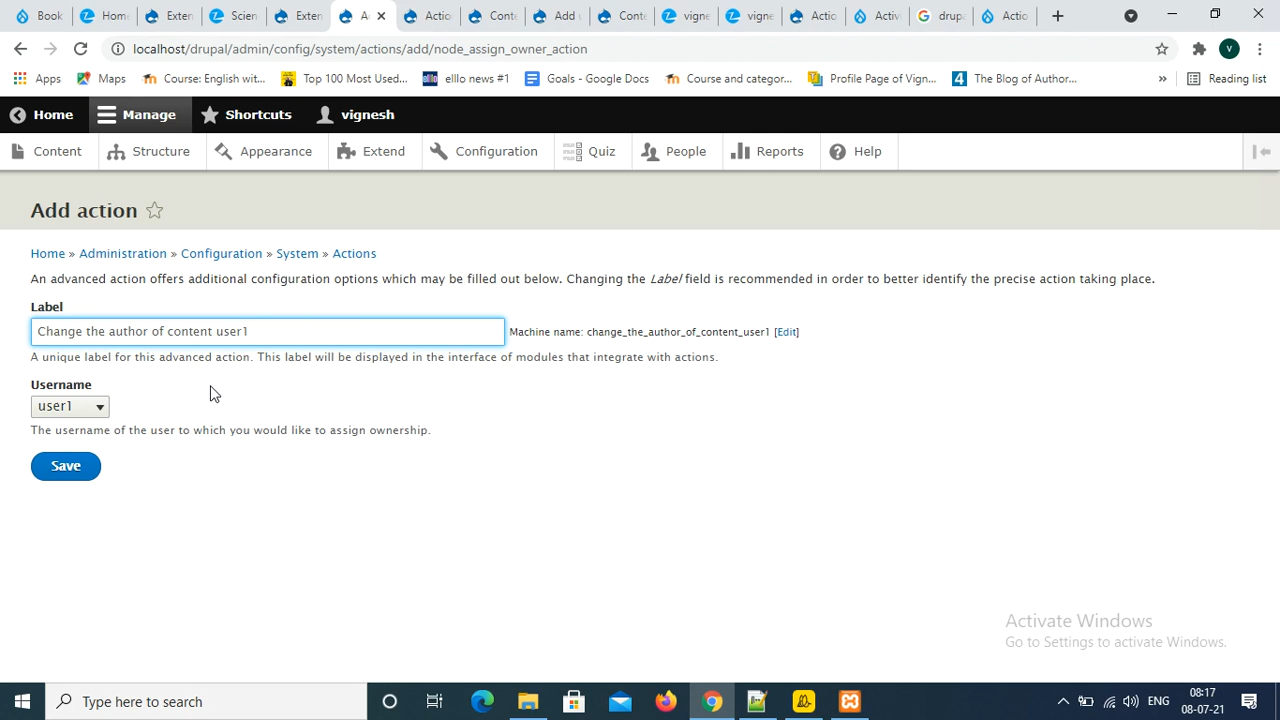 Book
Home
Exten
Scien
Exten
A
Actio
Conte
Add u
Conte
vigne
vigne
Actio
Activ
drupa
Actio
localhost/drupal/admin/config/system/actions/add/node_assign_owner_action
V
Apps
Maps
Course: English wit...
Top 100 Most Used...
elllo
elllo news #1
Goals - Google Docs
Course and categor...
Profile Page of Vign...
4
The Blog of Author...
»
Reading list
Home
Manage
Shortcuts
vignesh
Content
Structure
Appearance
Extend
Configuration
Quiz
People
Reports
Help
Add action
Home » Administration » Configuration » System » Actions
An advanced action offers additional configuration options which may be filled out below. Changing the Label field is recommended in order to better identify the precise action taking place.
Label
Change the author of content user1
Machine name: change_the_author_of_content_user1 [Edit]
A unique label for this advanced action. This label will be displayed in the interface of modules that integrate with actions.
Username
user1
The username of the user to which you would like to assign ownership.
Save
Activate Windows
Go to Settings to activate Windows.
Type here to search
ENG
08:17
08-07-21